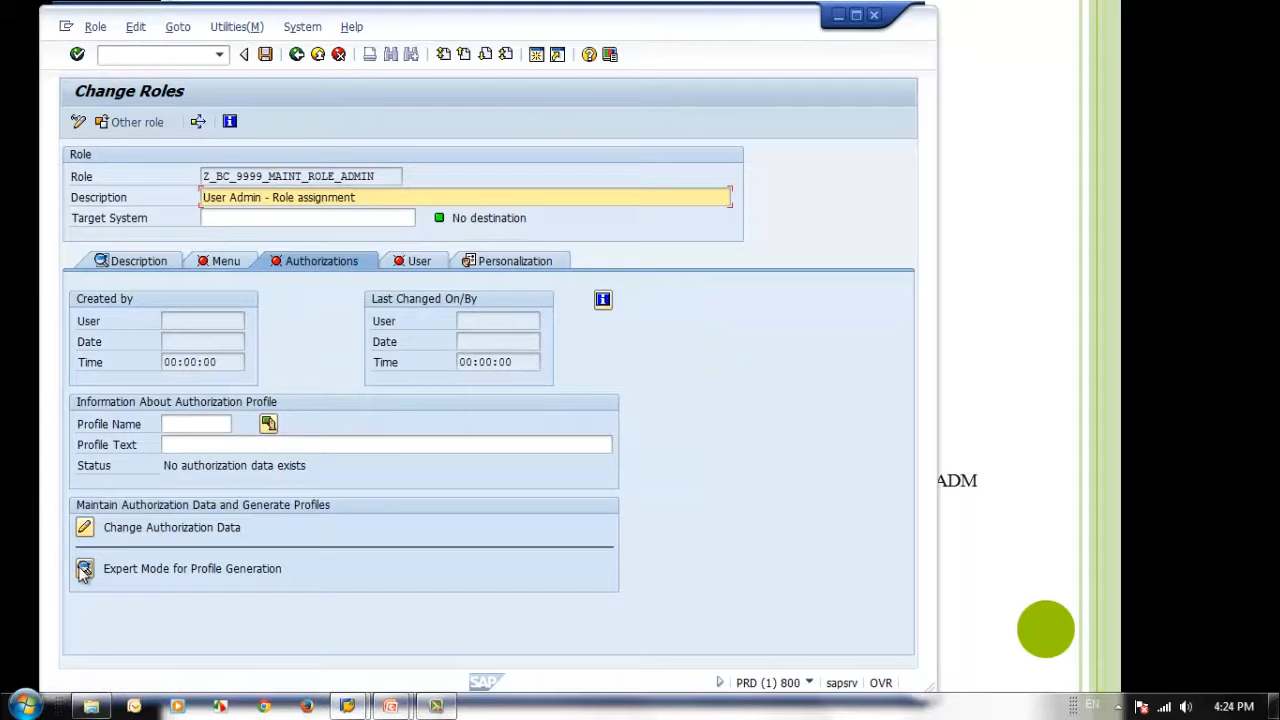 Role Edit Goto Utilities(M) System Help
Change Roles
Other role
Role
Role Z_BC_9999_MAINT_ROLE_ADMIN
Description User Admin - Role assignment
Target System No destination
Description Menu Authorizations User Personalization
Created by Last Changed On/By
User User
Date Date
Time 00:00:00 Time 00:00:00
Information About Authorization Profile
Profile Name
Profile Text
Status No authorization data exists
ADM
Maintain Authorization Data and Generate Profiles
Change Authorization Data
Expert Mode for Profile Generation
SAP PRD (1) 800 sapsrv OVR
EN 4:24 PM